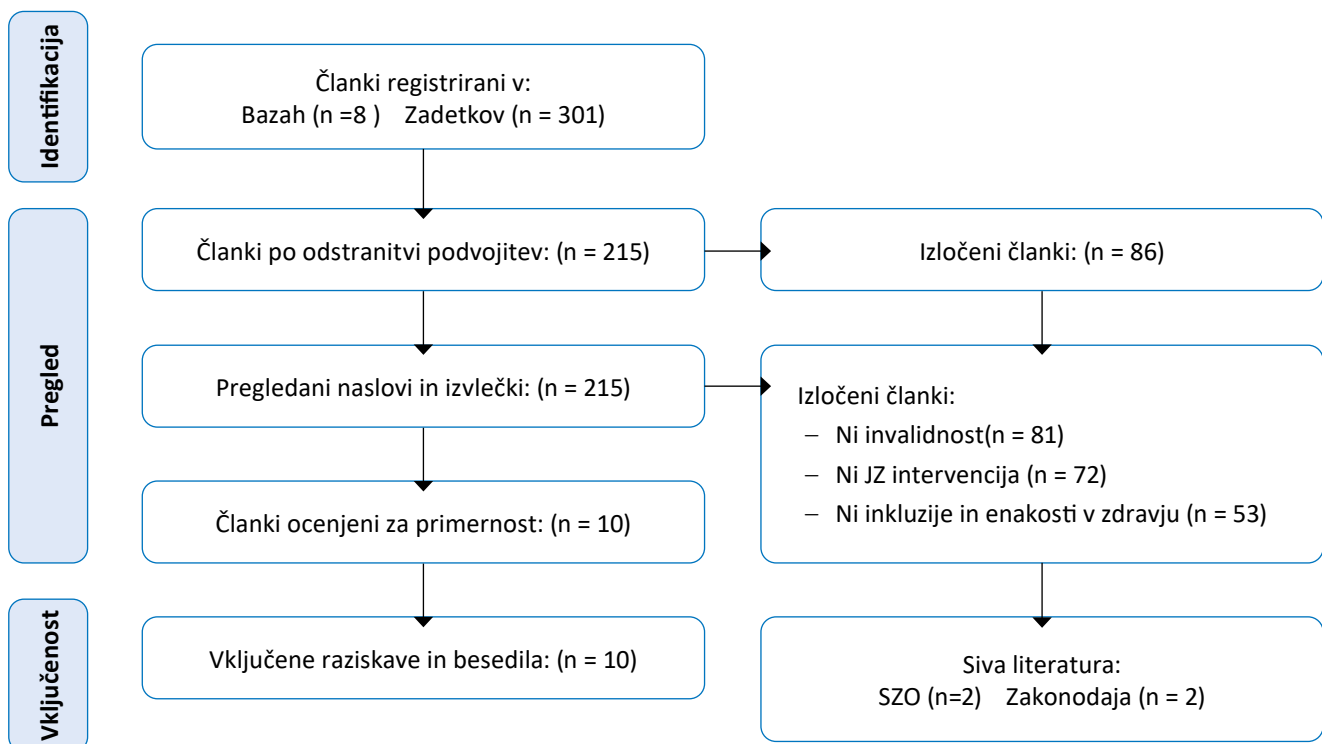 Identifikacija
Članki registrirani v:
Bazah (n =8 ) Zadetkov (n = 301)
Pregled
Članki po odstranitvi podvojitev: (n = 215)
Izločeni članki: (n = 86)
Pregledani naslovi in izvlečki: (n = 215)
Izločeni članki:
– Ni invalidnost(n = 81)
– Ni JZ intervencija (n = 72)
– Ni inkluzije in enakosti v zdravju (n = 53)
Članki ocenjeni za primernost: (n = 10)
Vključenost
Vključene raziskave in besedila: (n = 10)
Siva literatura:
SZO (n=2) Zakonodaja (n = 2)